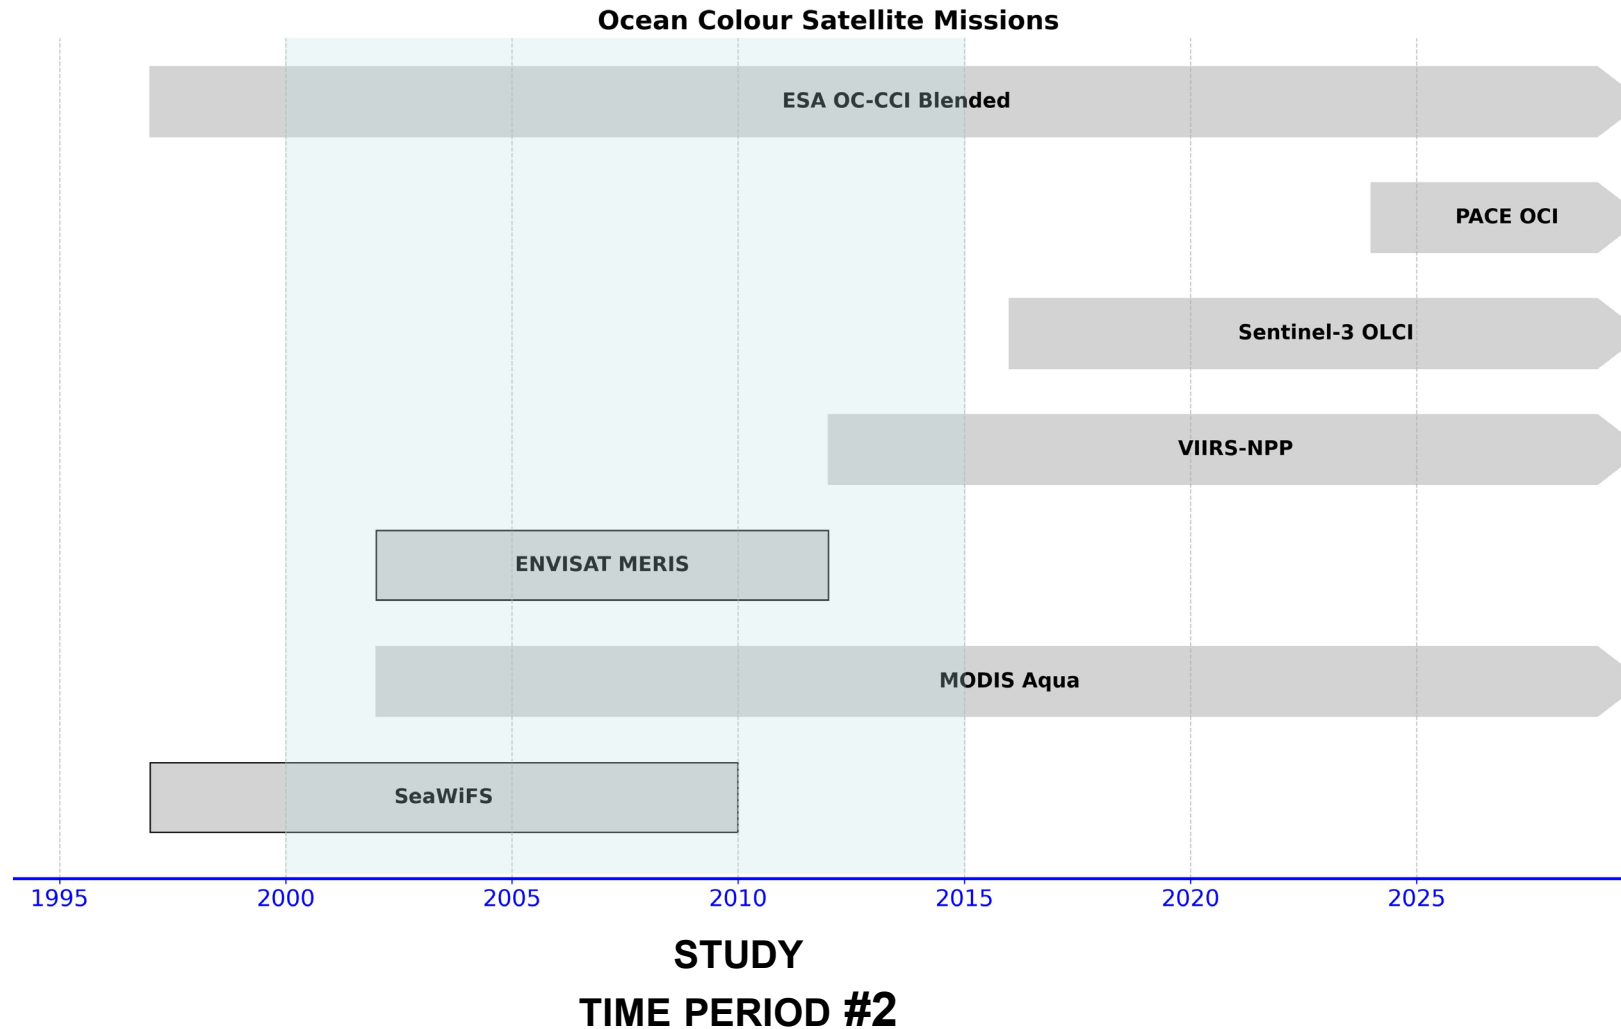 Ocean Colour Satellite Missions
ESA OC-CCI Blended
PACE OCI
Sentinel-3 OLCI
VIIRS-NPP
ENVISAT MERIS
MODIS Aqua
SeaWiFS
1995 2000 2005 2010 2015 2020 2025
STUDY
TIME PERIOD #2